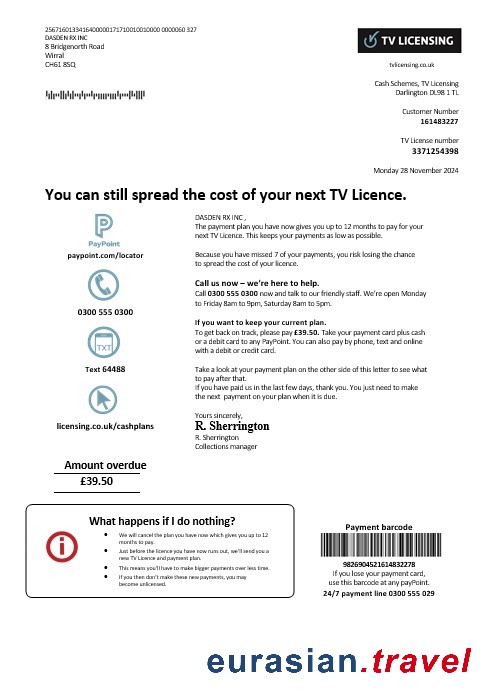 25671601334164000001717100100​10000 0000060 327
DASDEN RX INC
8 Bridgenorth Road
Wirral
CH61 8SQ
TV LICENSING
tvlicensing.co.uk
Cash Schemes, TV Licensing
Darlington DL98 1 TL
Customer Number
161483227
TV License number
3371254398
Monday 28 November 2024
You can still spread the cost of your next TV Licence.
PayPoint
paypoint.com/locator
0300 555 0300
TXT
Text 64488
licensing.co.uk/cashplans
Amount overdue
£39.50
DASDEN RX INC ,
The payment plan you have now gives you up to 12 months to pay for your
next TV Licence. This keeps your payments as low as possible.
Because you have missed 7 of your payments, you risk losing the chance
to spread the cost of your licence.
Call us now – we're here to help.
Call 0300 555 0300 now and talk to our friendly staff. We're open Monday
to Friday 8am to 9pm, Saturday 8am to 5pm.
If you want to keep your current plan.
To get back on track, please pay £39.50. Take your payment card plus cash
or a debit card to any PayPoint. You can also pay by phone, text and online
with a debit or credit card.
Take a look at your payment plan on the other side of this letter to see what
to pay after that.
If you have paid us in the last few days, thank you. You just need to make
the next payment on your plan when it is due.
Yours sincerely,
R. Sherrington
R. Sherrington
Collections manager
What happens if I do nothing?
• We will cancel the plan you have now which gives you up to 12
months to pay.
• Just before the licence you have now runs out, we'll send you a
new TV Licence and payment plan.
• This means you'll have to make bigger payments over less time.
• If you then don't make these new payments, you may
become unlicensed.
Payment barcode
9826904521614832278
If you lose your payment card,
use this barcode at any payPoint.
24/7 payment line 0300 555 029
eurasian.travel